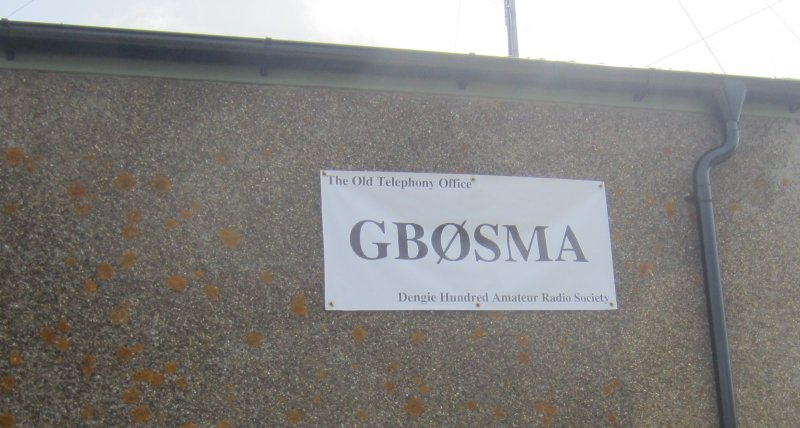 The Old Telephony Office
GBØSMA
Dengie Hundred Amateur Radio Society